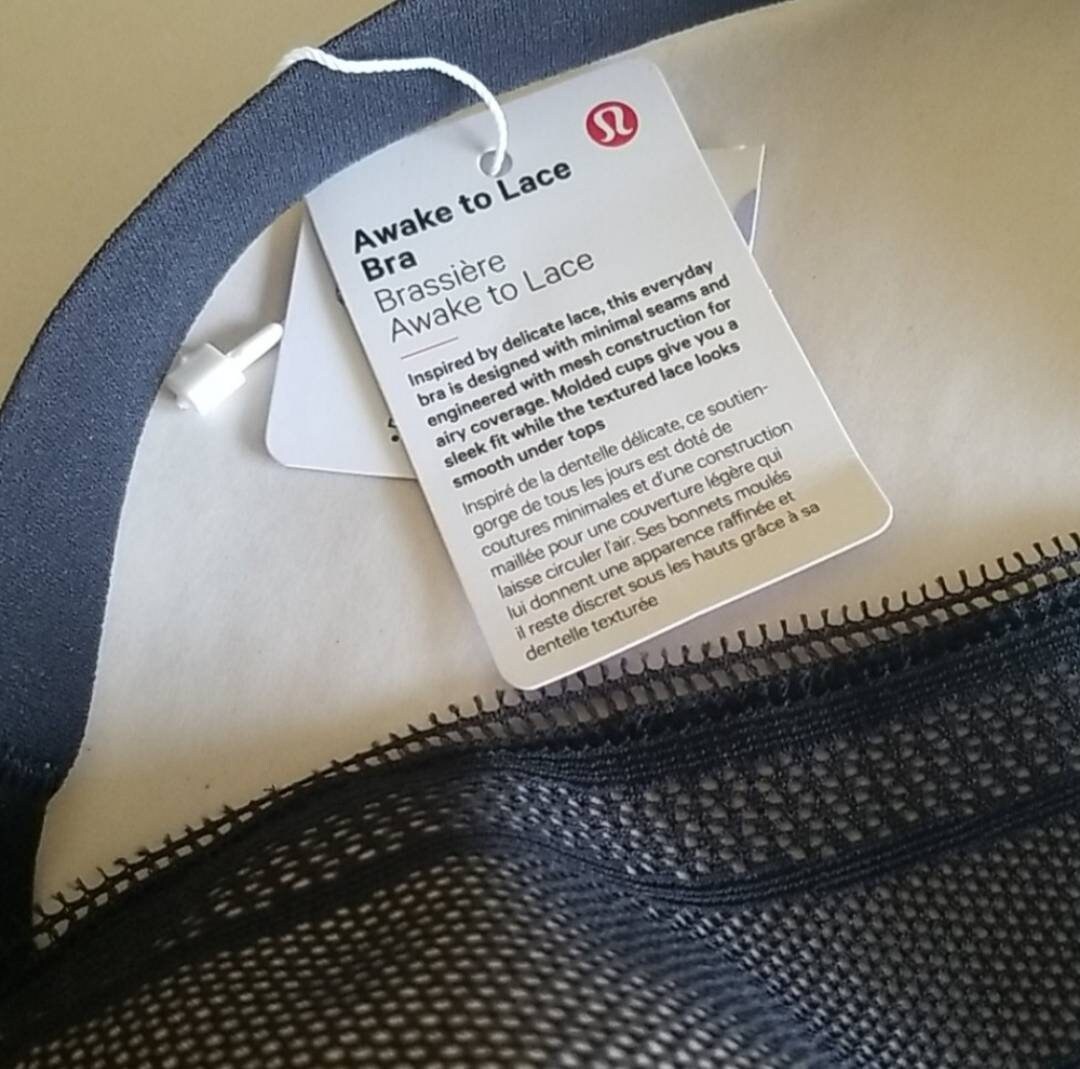 Awake to Lace
Bra
Brassière
Awake to Lace
Inspired by delicate lace, this everyday
bra is designed with minimal seams and
engineered with mesh construction for
airy coverage. Molded cups give you a
sleek fit while the textured lace looks
smooth under tops
Inspiré de la dentelle délicate, ce soutien-
gorge de tous les jours est doté de
coutures minimales et d'une construction
maillée pour une couverture légère qui
laisse circuler l'air. Ses bonnets moulés
lui donnent une apparence raffinée et
il reste discret sous les hauts grâce à sa
dentelle texturée